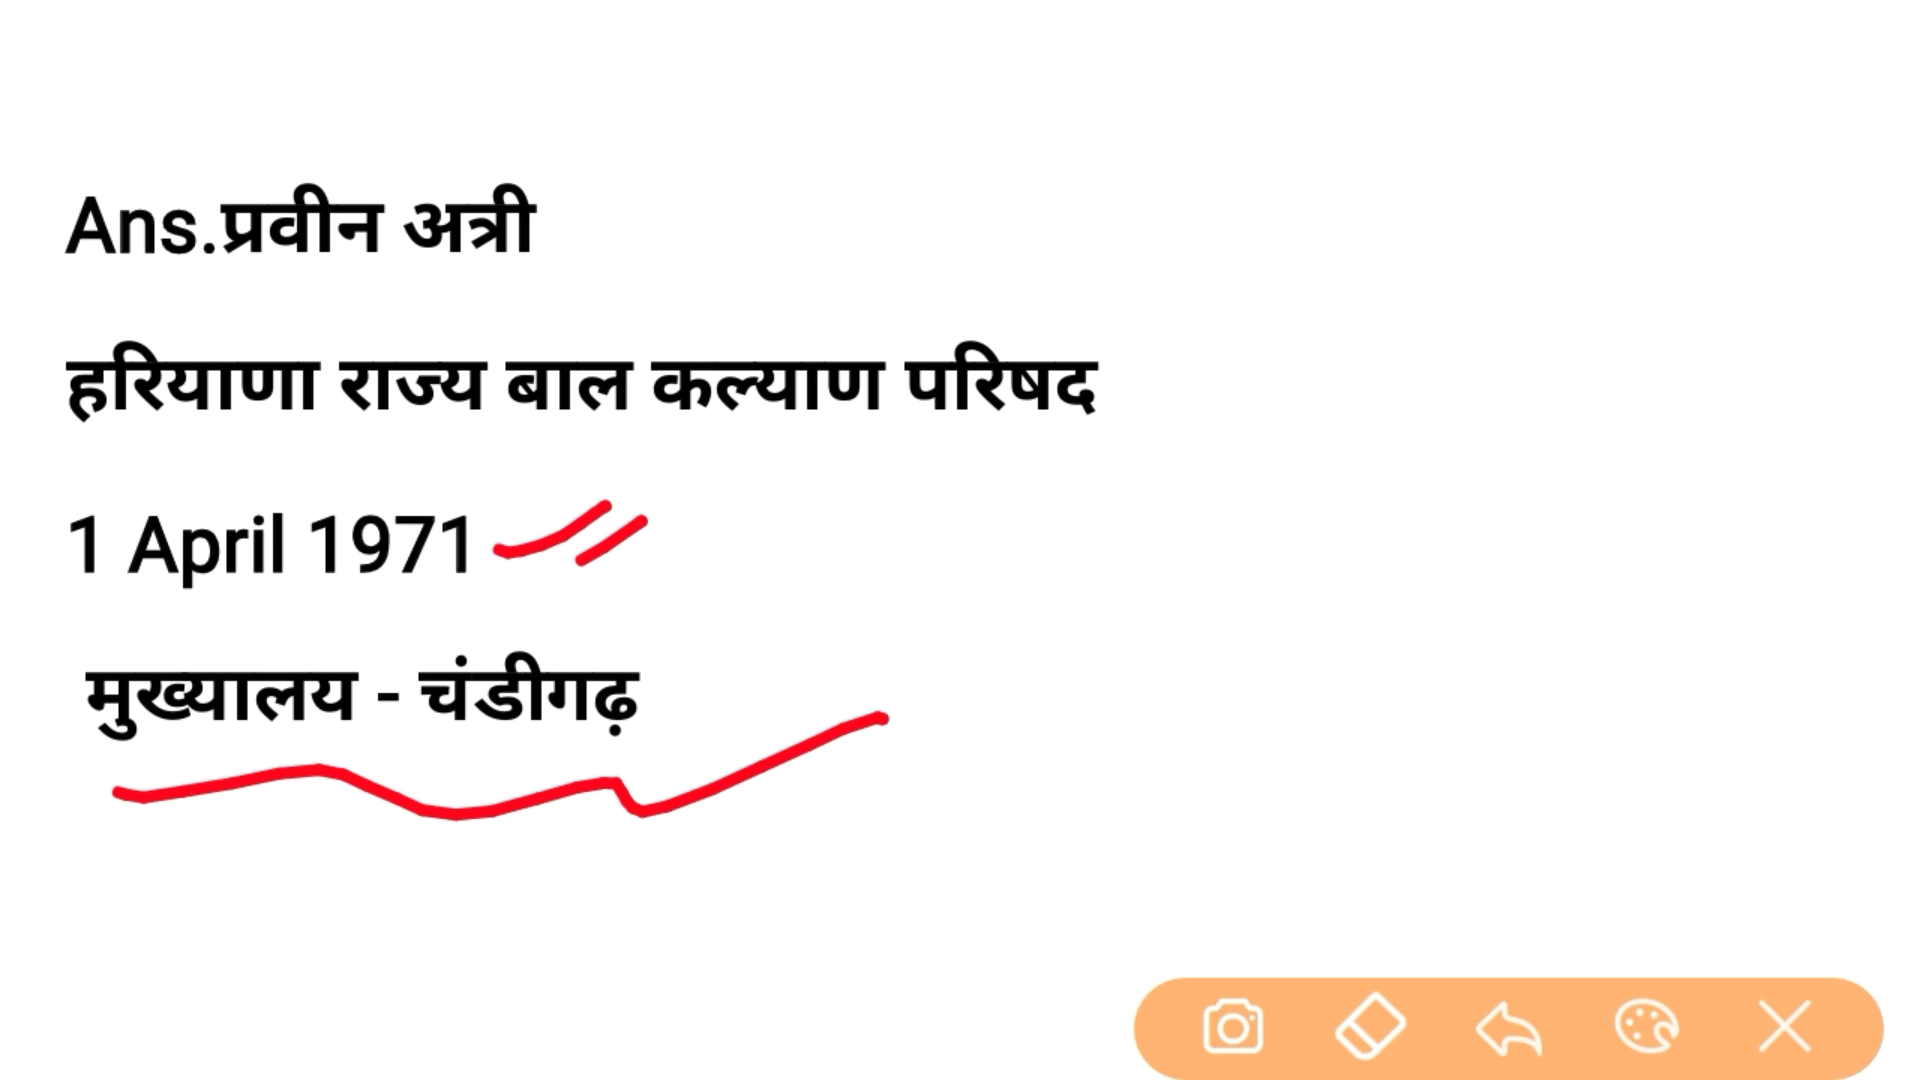 Ans.प्रवीन अत्री
हरियाणा राज्य बाल कल्याण परिषद
1 April 1971
मुख्यालय - चंडीगढ़